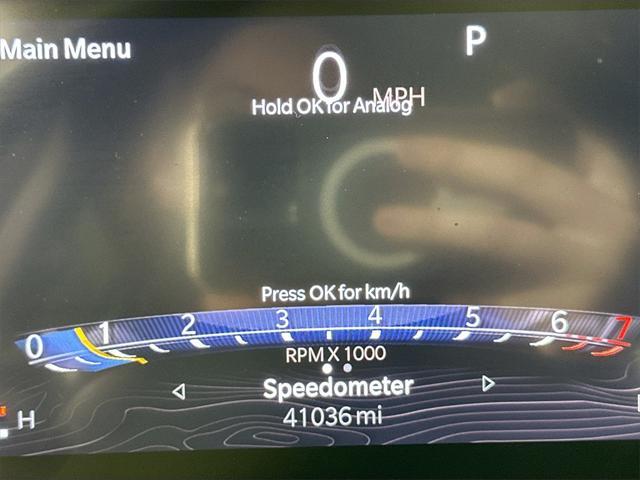 Main Menu
P
0 MPH
Hold OK for Analog
Press OK for km/h
0 1 2 3 4 5 6 7
RPM X 1000
Speedometer
41036 mi
H